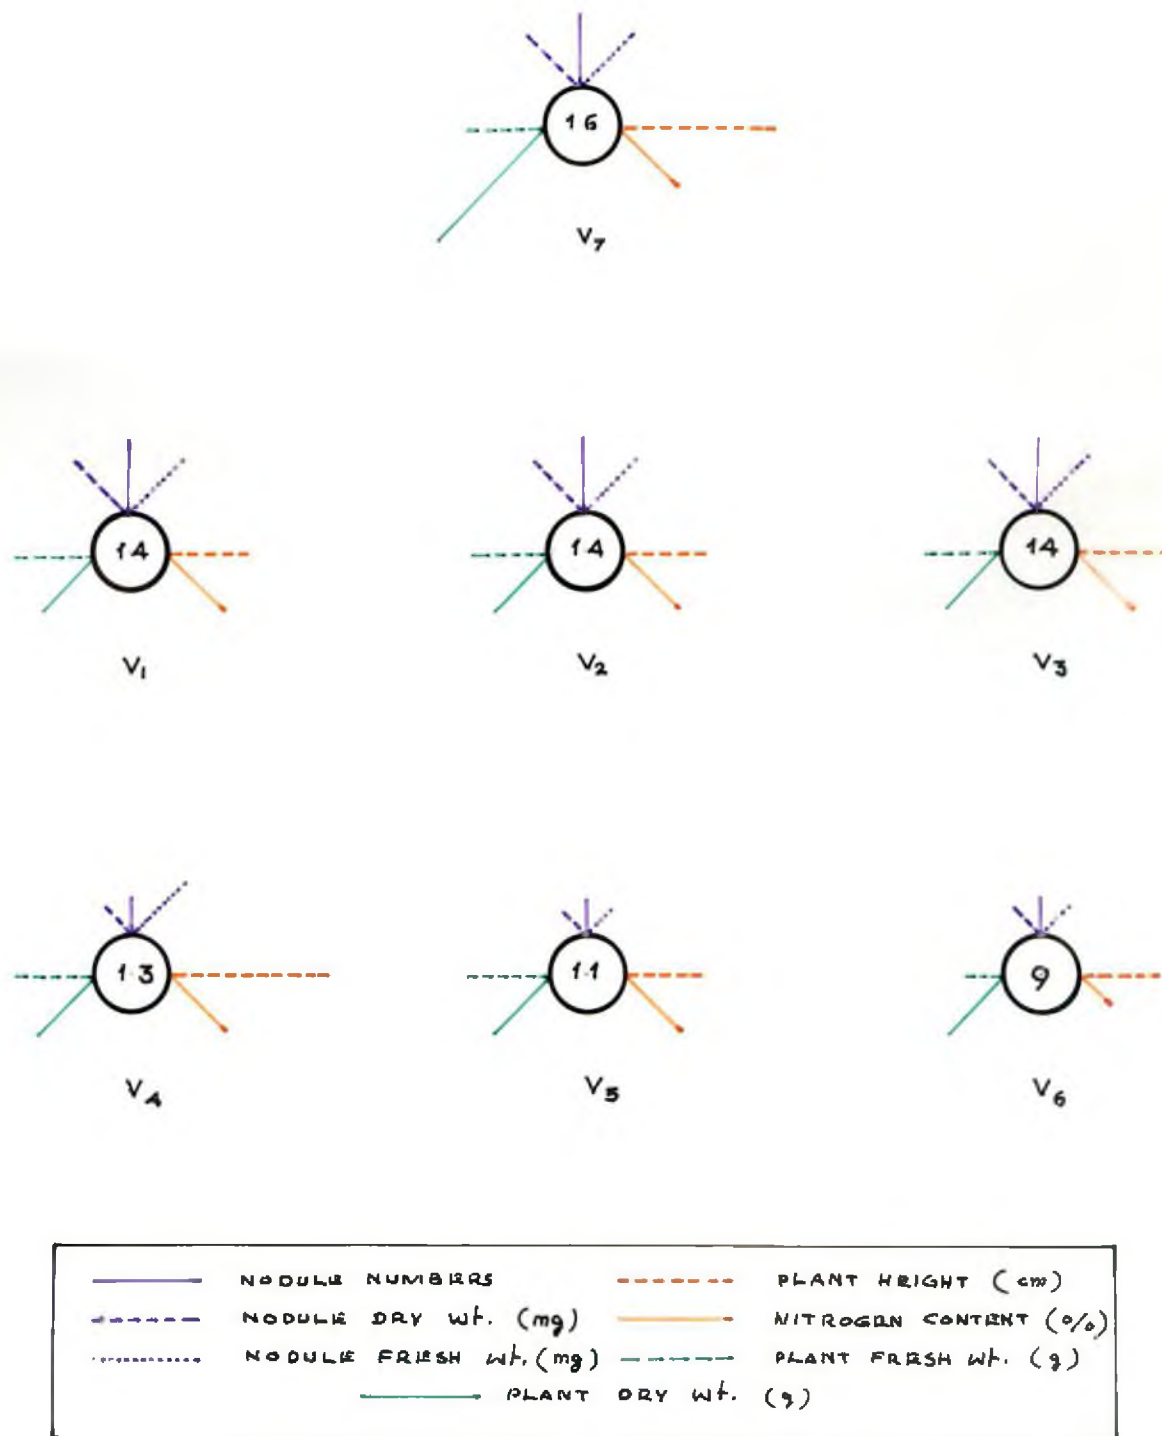 16
V7
14 14 14
V1 V2 V3
13 11 9
V4 V5 V6
NODULE NUMBERS PLANT HEIGHT (cm)
NODULE DRY wt. (mg) NITROGEN CONTENT (%)
NODULE FRESH wt. (mg) PLANT FRESH wt. (g)
PLANT DRY wt. (g)